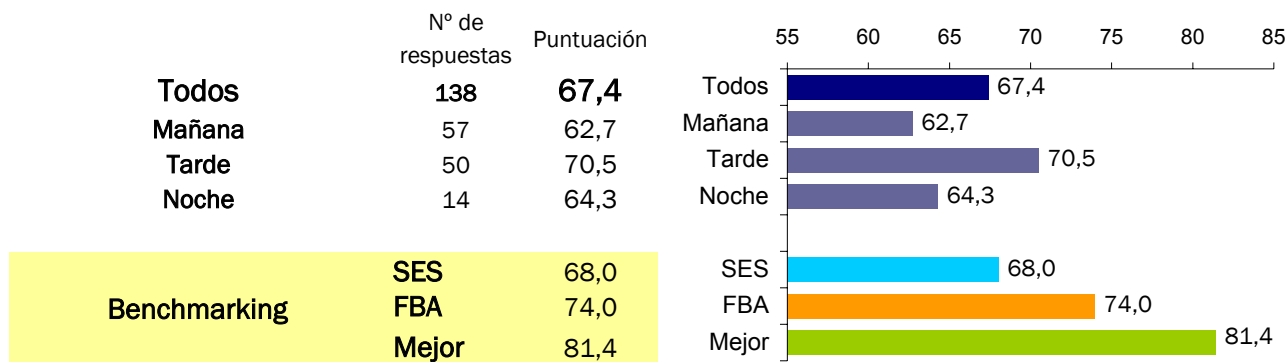 Nº de
respuestas
Puntuación
Todos 138 67,4
Mañana 57 62,7
Tarde 50 70,5
Noche 14 64,3
Benchmarking
SES 68,0
FBA 74,0
Mejor 81,4
55 60 65 70 75 80 85
Todos 67,4
Mañana 62,7
Tarde 70,5
Noche 64,3
SES 68,0
FBA 74,0
Mejor 81,4